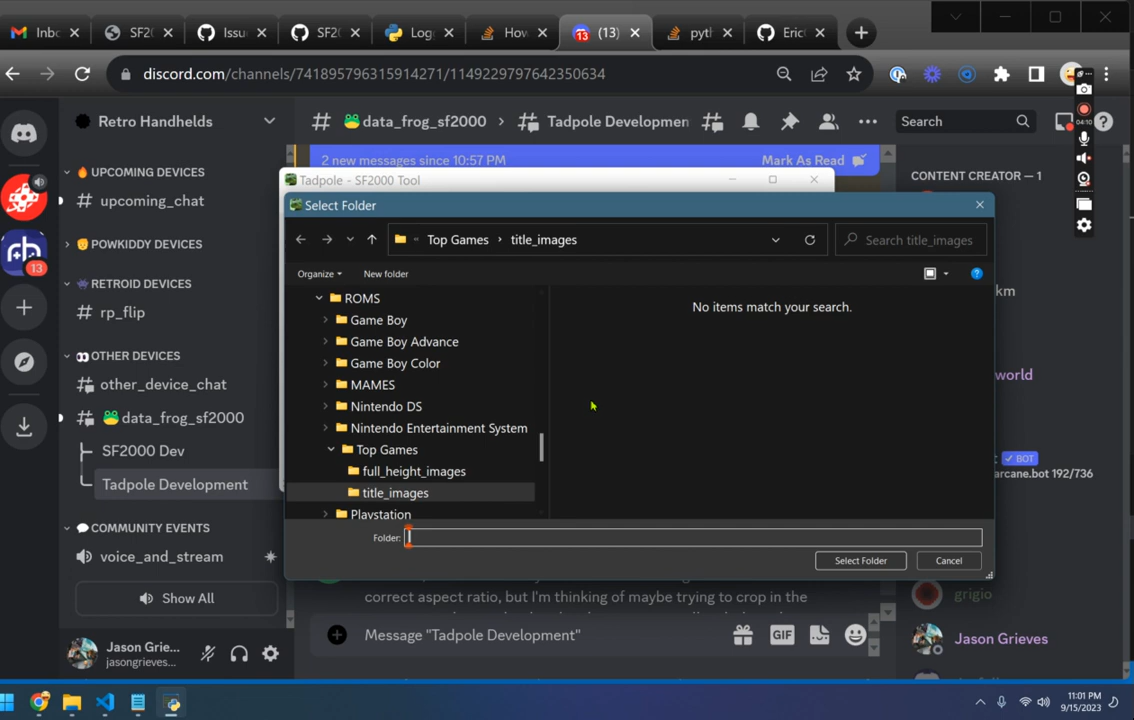 Inbc
SF2(
Issu
SF2(
Log
How
(13)
pyth
Eric
discord.com/channels/741895796315914271/1149229797642350634
Retro Handhelds
data_frog_sf2000
Tadpole Developmen
Search
04:10
2 new messages since 10:57 PM
Mark As Read
CONTENT CREATOR — 1
UPCOMING DEVICES
upcoming_chat
POWKIDDY DEVICES
RETROID DEVICES
rp_flip
OTHER DEVICES
other_device_chat
data_frog_sf2000
SF2000 Dev
Tadpole Development
COMMUNITY EVENTS
voice_and_stream
Show All
Jason Grie...
jasongrieves...
13
Tadpole - SF2000 Tool
Select Folder
Top Games
title_images
Search title_images
Organize
New folder
No items match your search.
ROMS
Game Boy
Game Boy Advance
Game Boy Color
MAMES
Nintendo DS
Nintendo Entertainment System
Top Games
full_height_images
title_images
Playstation
Folder:
Select Folder
Cancel
km
world
BOT
arcane.bot 192/736
correct aspect ratio, but I'm thinking of maybe trying to crop in the
grigio
Message "Tadpole Development"
GIF
Jason Grieves
11:01 PM
9/15/2023